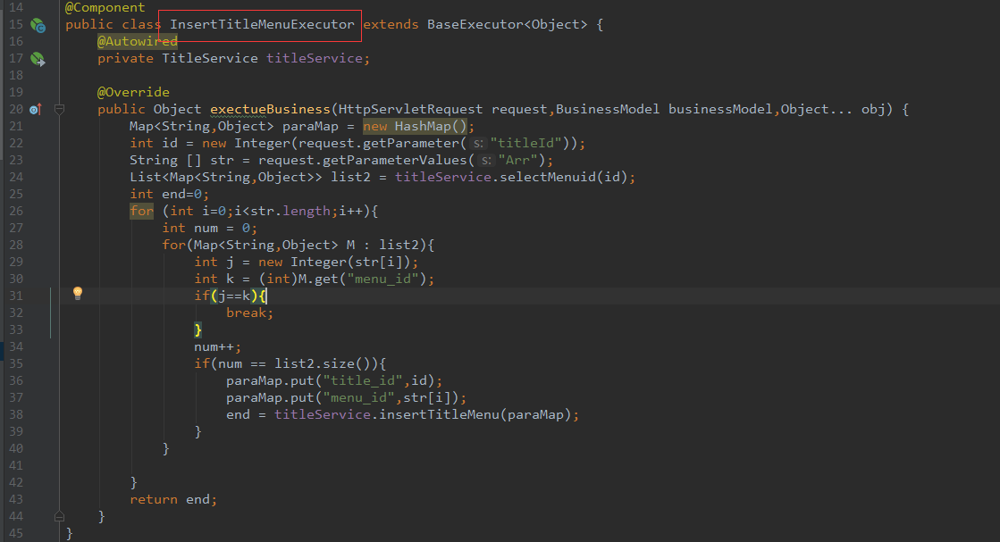 14 @Component
15 public class InsertTitleMenuExecutor extends BaseExecutor<Object> {
16 @Autowired
17 private TitleService titleService;
18
19 @Override
20 public Object exectueBusiness(HttpServletRequest request,BusinessModel businessModel,Object... obj) {
21 Map<String,Object> paraMap = new HashMap();
22 int id = new Integer(request.getParameter( s: "titleId"));
23 String [] str = request.getParameterValues( s: "Arr");
24 List<Map<String,Object>> list2 = titleService.selectMenuid(id);
25 int end=0;
26 for (int i=0;i<str.length;i++){
27 int num = 0;
28 for(Map<String,Object> M : list2){
29 int j = new Integer(str[i]);
30 int k = (int)M.get("menu_id");
31 if(j==k){
32 break;
33 }
34 num++;
35 if(num == list2.size()){
36 paraMap.put("title_id",id);
37 paraMap.put("menu_id",str[i]);
38 end = titleService.insertTitleMenu(paraMap);
39 }
40 }
41
42 }
43 return end;
44 }
45 }